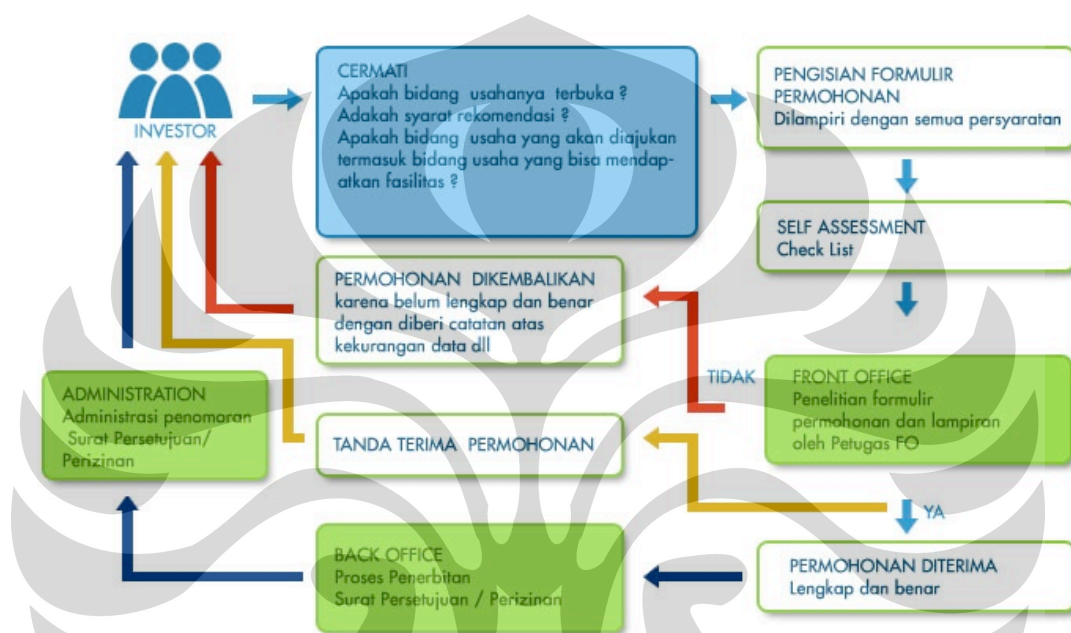 INVESTOR
CERMATI
Apakah bidang usahanya terbuka ?
Adakah syarat rekomendasi ?
Apakah bidang usaha yang akan diajukan
termasuk bidang usaha yang bisa mendap-
atkan fasilitas ?
PENGISIAN FORMULIR
PERMOHONAN
Dilampiri dengan semua persyaratan
SELF ASSESSMENT
Check List
FRONT OFFICE
Penelitian formulir
permohonan dan lampiran
oleh Petugas FO
TIDAK
PERMOHONAN DIKEMBALIKAN
karena belum lengkap dan benar
dengan diberi catatan atas
kekurangan data dll
YA
TANDA TERIMA PERMOHONAN
PERMOHONAN DITERIMA
Lengkap dan benar
BACK OFFICE
Proses Penerbitan
Surat Persetujuan / Perizinan
ADMINISTRATION
Administrasi penomoran
Surat Persetujuan/
Perizinan